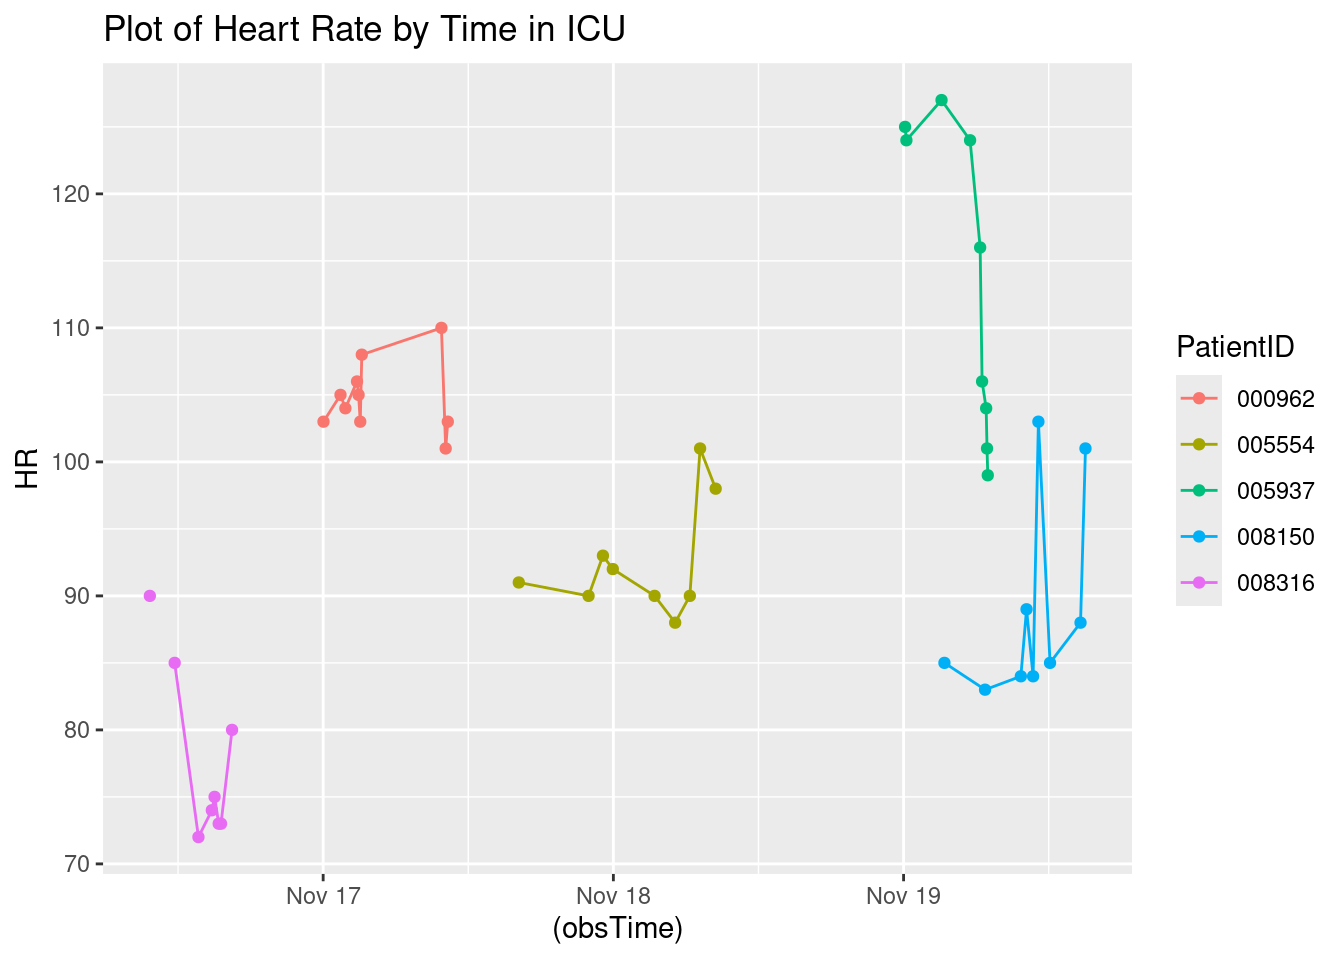 Plot of Heart Rate by Time in ICU
120
110
100
90
80
70
HR
Nov 17
Nov 18
Nov 19
(obsTime)
PatientID
000962
005554
005937
008150
008316